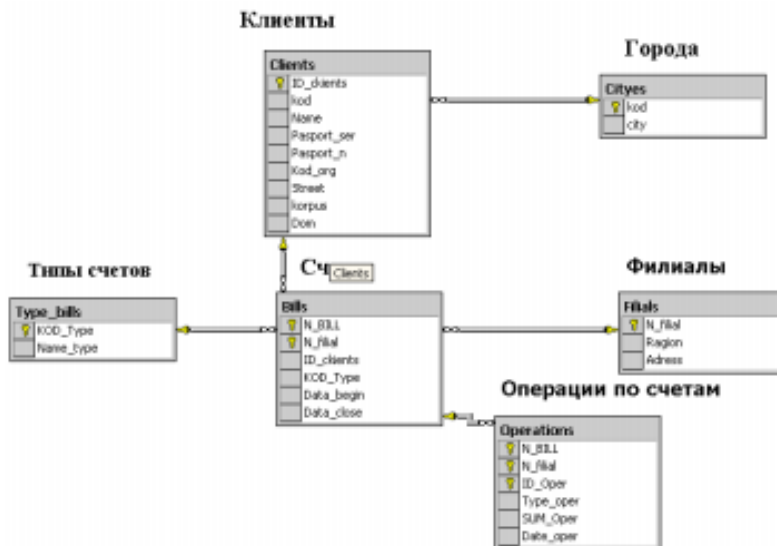 Клиенты
Clients
ID_clients
kod
Name
Pasport_ser
Pasport_n
Kod_org
Street
korpus
Dom
Города
Cityes
kod
city
Типы счетов
Type_bills
KOD_Type
Name_type
Сч
Clients
Bills
N_BILL
N_filial
ID_clients
KOD_Type
Data_begin
Data_close
Филиалы
Filials
N_filial
Ragion
Adress
Операции по счетам
Operations
N_BILL
N_filial
ID_Oper
Type_oper
SUM_Oper
Date_oper